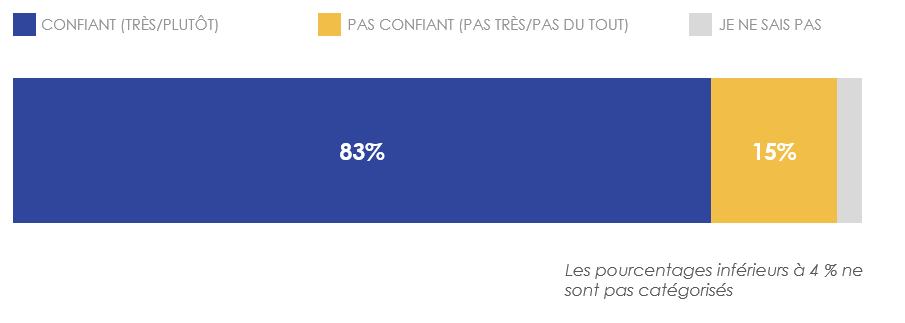 CONFIANT (TRÈS/PLUTÔT) PAS CONFIANT (PAS TRÈS/PAS DU TOUT) JE NE SAIS PAS
83% 15%
Les pourcentages inférieurs à 4 % ne
sont pas catégorisés